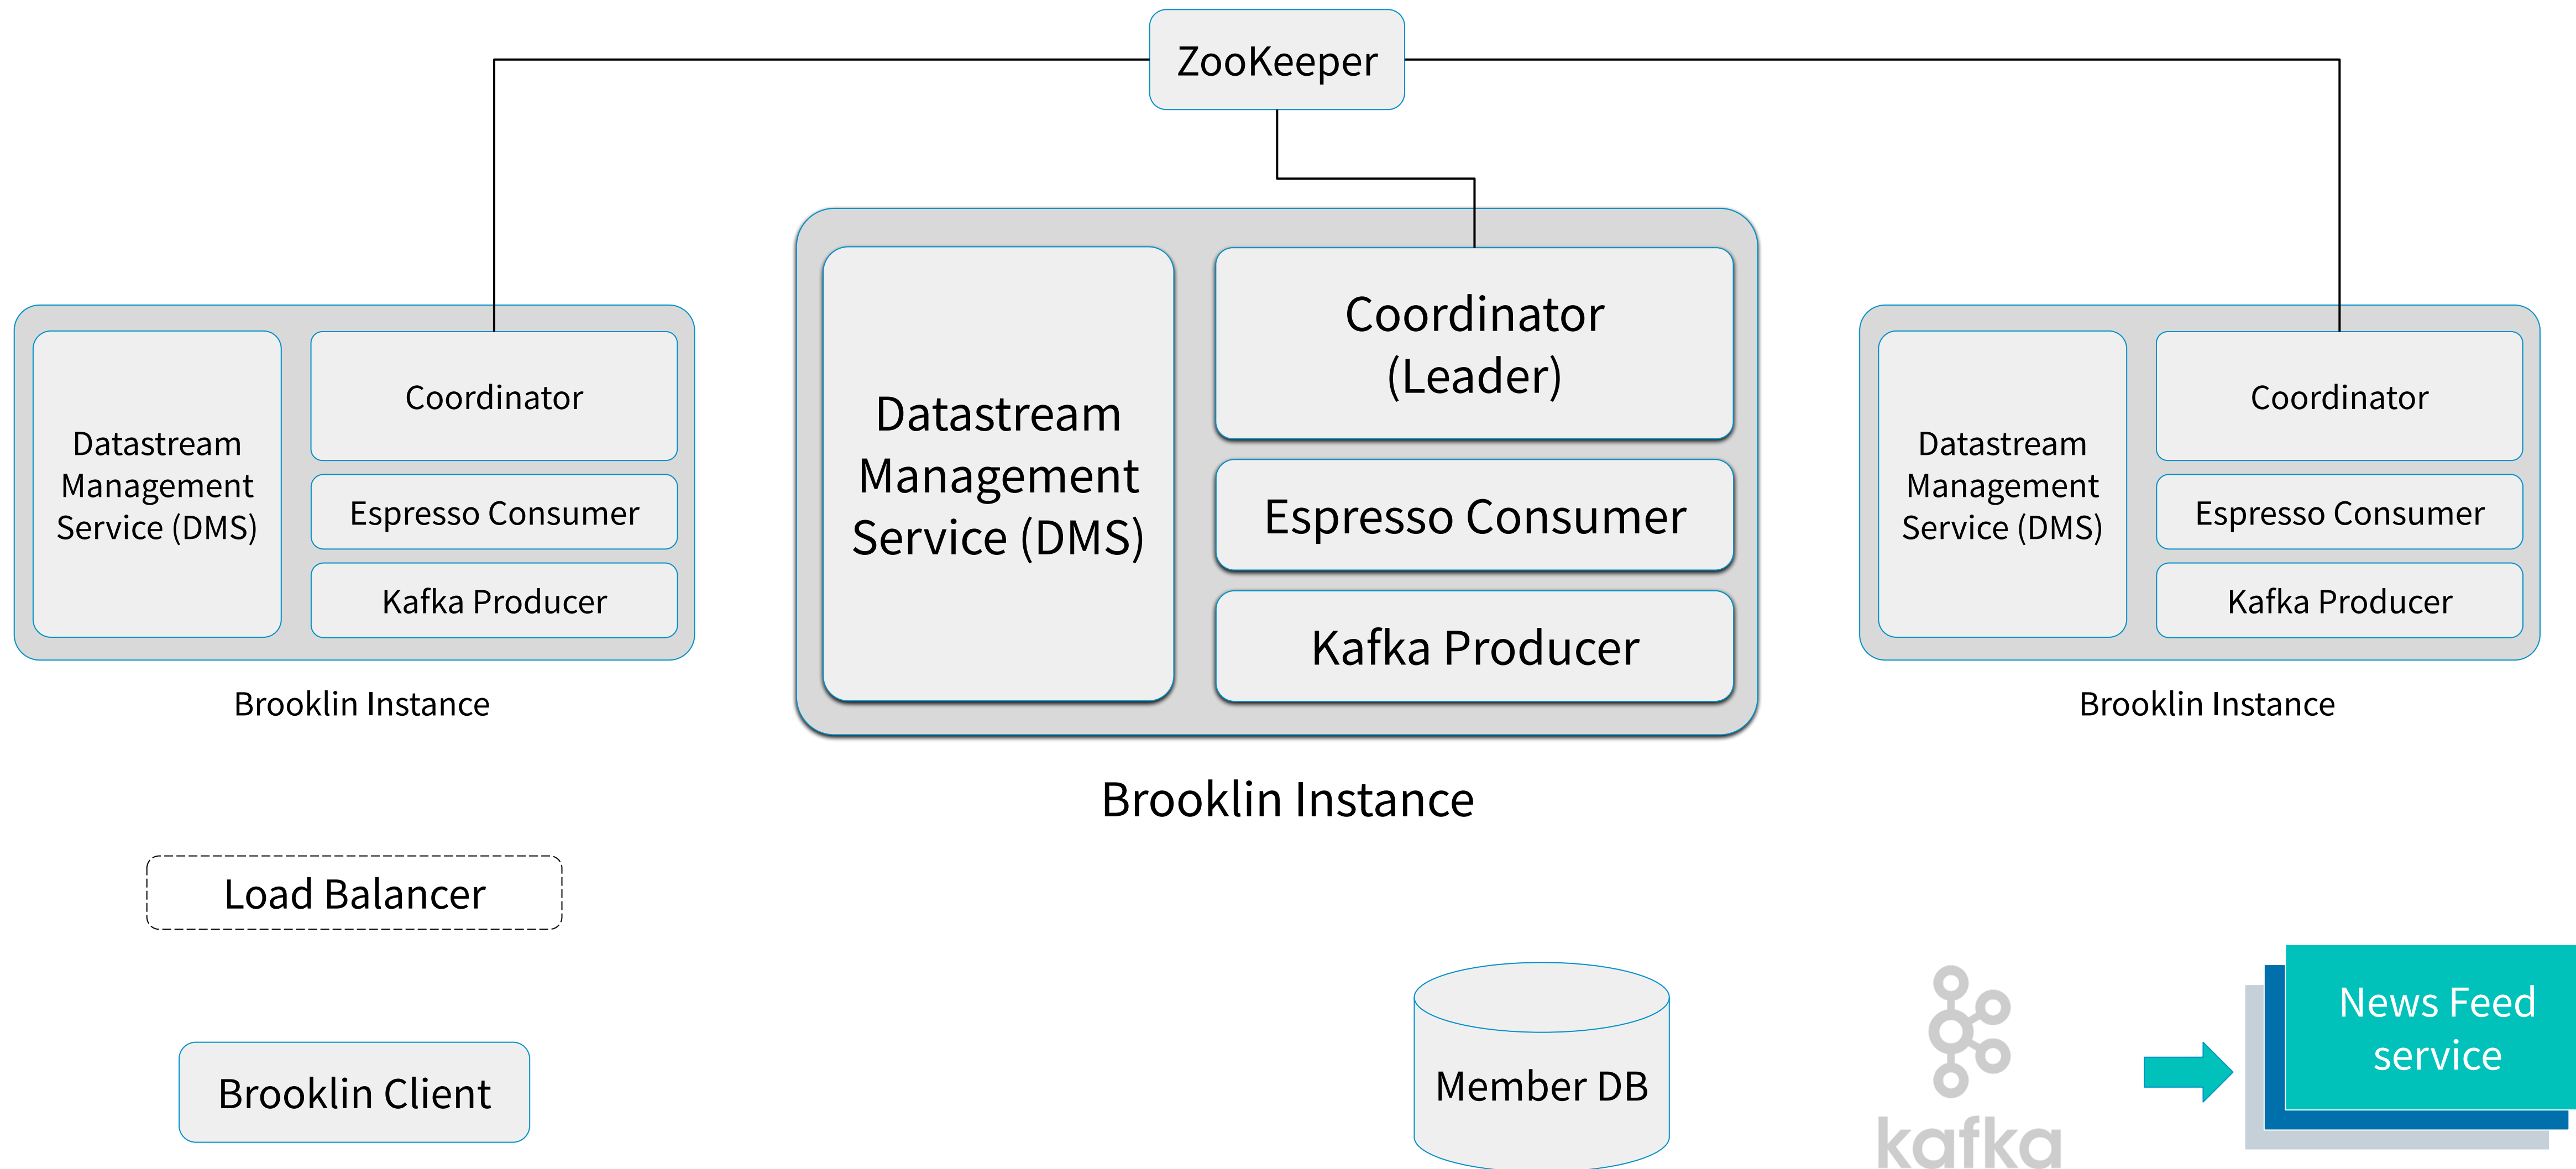 ZooKeeper
Datastream
Management
Service (DMS)
Coordinator
Espresso Consumer
Kafka Producer
Brooklin Instance
Datastream
Management
Service (DMS)
Coordinator
(Leader)
Espresso Consumer
Kafka Producer
Brooklin Instance
Datastream
Management
Service (DMS)
Coordinator
Espresso Consumer
Kafka Producer
Brooklin Instance
Load Balancer
Brooklin Client
Member DB
kafka
News Feed
service